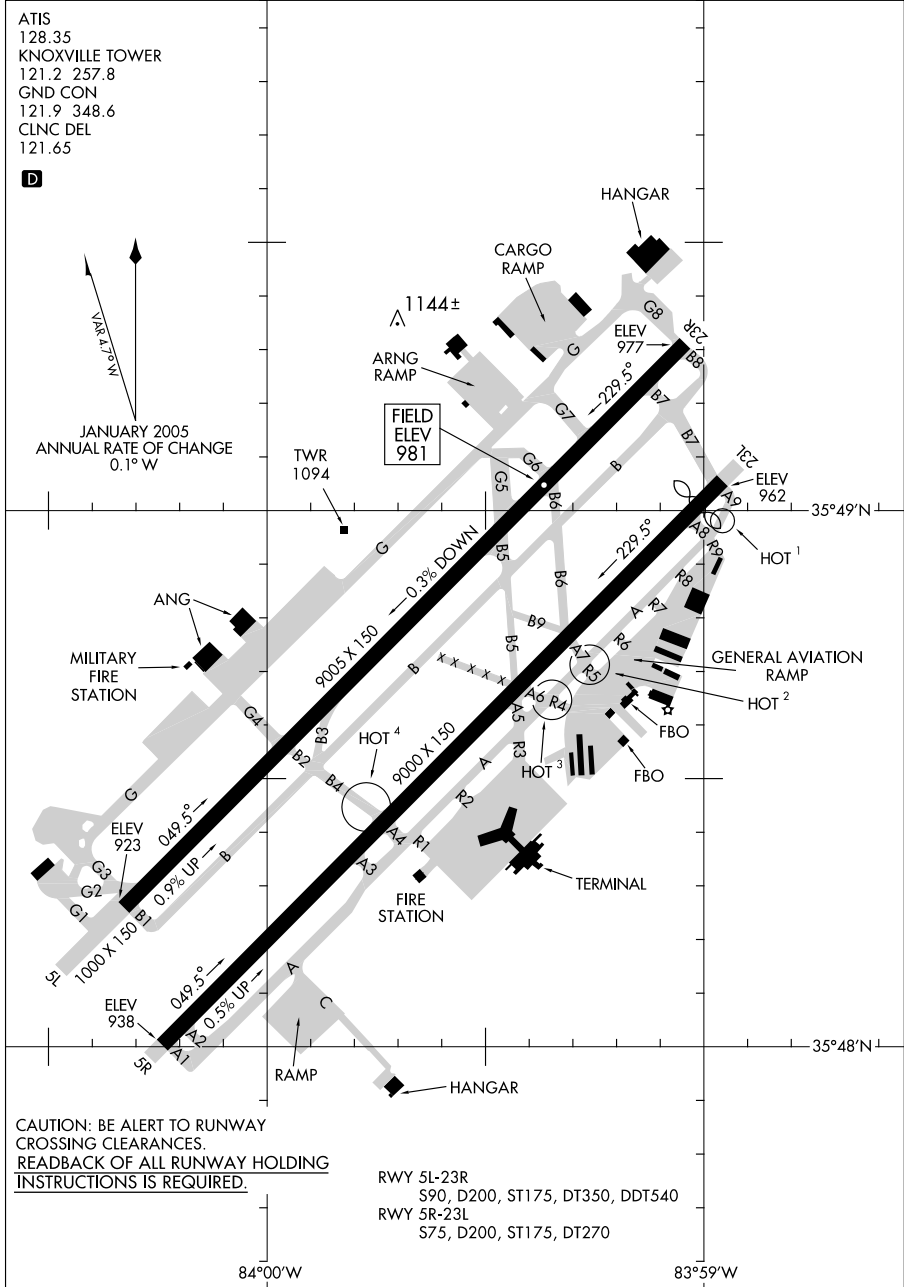 ATIS
128.35
KNOXVILLE TOWER
121.2 257.8
GND CON
121.9 348.6
CLNC DEL
121.65
D
VAR 4.7° W
JANUARY 2005
ANNUAL RATE OF CHANGE
0.1° W
HANGAR
CARGO
RAMP
1144±
ARNG
RAMP
G8
23R
ELEV
977
B8
G
229.5°
G7
B7
B7
FIELD
ELEV
981
TWR
1094
G6
G5
B
B6
23L
ELEV
962
A9
35°49'N
A8
R9
HOT 1
229.5°
G
0.3% DOWN
B5
B6
R8
ANG
A
R7
B9
R6
MILITARY
FIRE
STATION
9005 X 150
B
B5
X X X X X
A7
R5
GENERAL AVIATION
RAMP
HOT 2
A6
R4
FBO
G4
B3
A5
HOT 4
9000 X 150
R3
HOT 3
FBO
B2
A
B4
R2
G
049.5°
ELEV
923
A4
R1
0.9% UP
B
A3
G3
G2
TERMINAL
FIRE
STATION
G1
B1
1000 X 150
5L
049.5°
A
0.5% UP
C
ELEV
938
A2
A1
5R
35°48'N
RAMP
HANGAR
CAUTION: BE ALERT TO RUNWAY
CROSSING CLEARANCES.
READBACK OF ALL RUNWAY HOLDING
INSTRUCTIONS IS REQUIRED.
RWY 5L-23R
S90, D200, ST175, DT350, DDT540
RWY 5R-23L
S75, D200, ST175, DT270
84°00'W
83°59'W